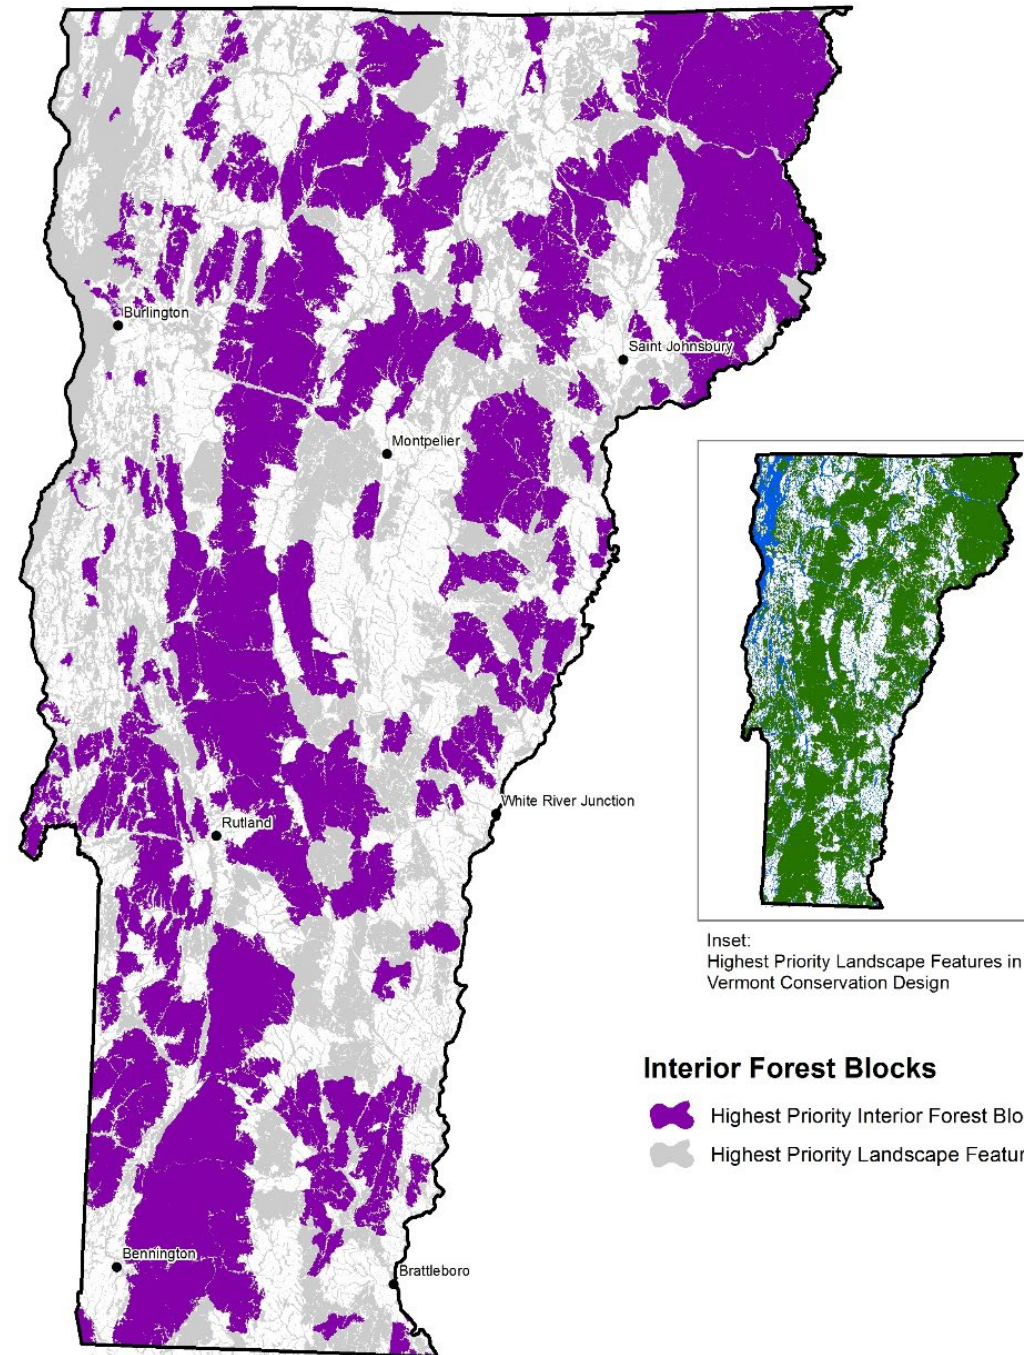 Burlington
Saint Johnsbury
Montpelier
White River Junction
Rutland
Bennington
Brattleboro
Inset:
Highest Priority Landscape Features in
Vermont Conservation Design
Interior Forest Blocks
Highest Priority Interior Forest Blo
Highest Priority Landscape Featur